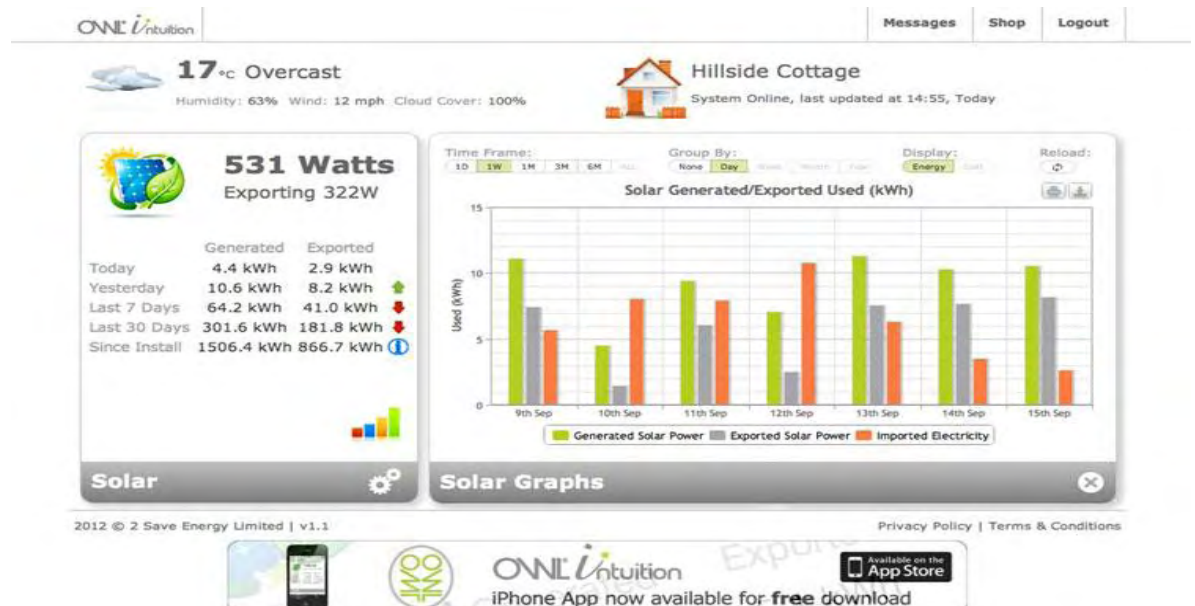 OWL intuition
Messages Shop Logout
17°C Overcast
Humidity: 63% Wind: 12 mph Cloud Cover: 100%
Hillside Cottage
System Online, last updated at 14:55, Today
531 Watts
Exporting 322W
Generated Exported
Today 4.4 kWh 2.9 kWh
Yesterday 10.6 kWh 8.2 kWh
Last 7 Days 64.2 kWh 41.0 kWh
Last 30 Days 301.6 kWh 181.8 kWh
Since Install 1506.4 kWh 866.7 kWh
Solar
Time Frame: Group By: Display: Reload:
1D 1W 1M 3M 6M None Day Energy
Solar Generated/Exported Used (kWh)
Used (kWh)
15
10
5
0
9th Sep 10th Sep 11th Sep 12th Sep 13th Sep 14th Sep 15th Sep
Generated Solar Power Exported Solar Power Imported Electricity
Solar Graphs
2012 © 2 Save Energy Limited | v1.1
Privacy Policy | Terms & Conditions
OWL intuition
Available on the
App Store
iPhone App now available for free download